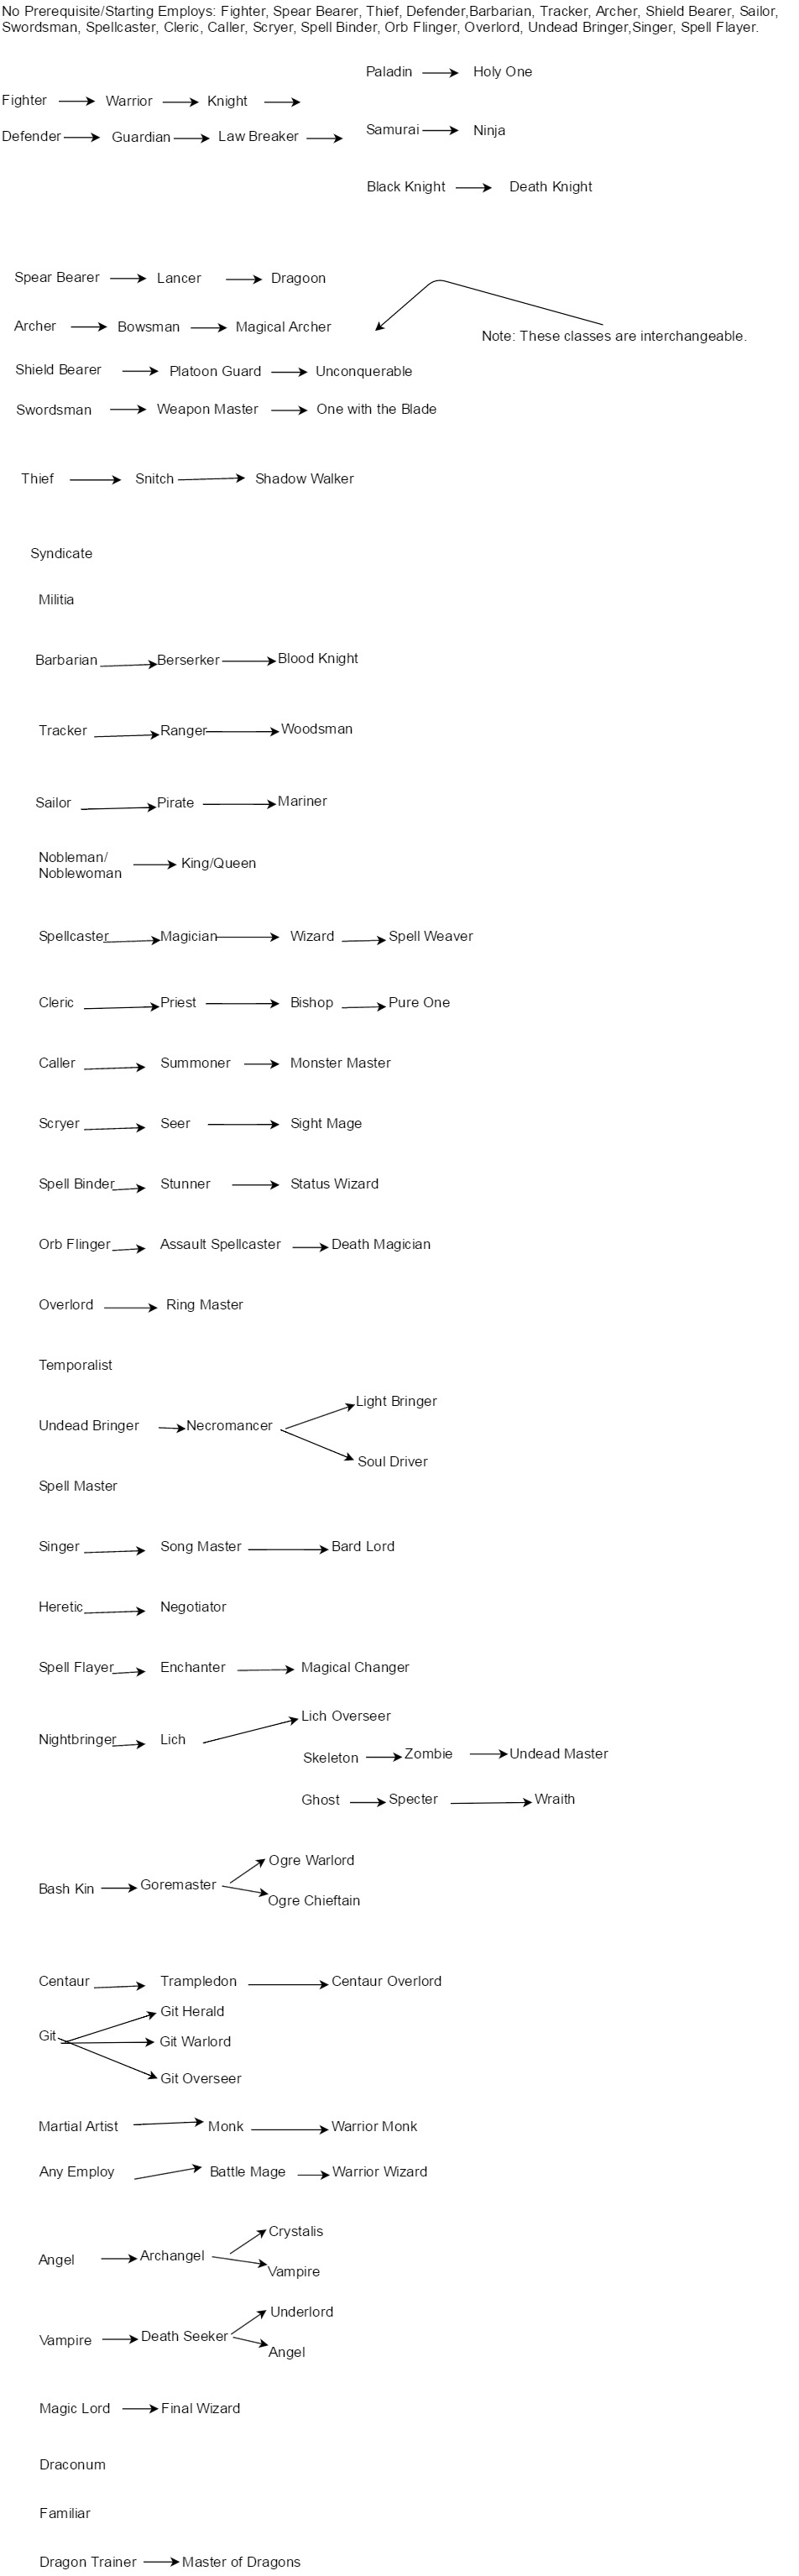 No Prerequisite/Starting Employs: Fighter, Spear Bearer, Thief, Defender,Barbarian, Tracker, Archer, Shield Bearer, Sailor,
Swordsman, Spellcaster, Cleric, Caller, Scryer, Spell Binder, Orb Flinger, Overlord, Undead Bringer,Singer, Spell Flayer.
Paladin Holy One
Fighter Warrior Knight
Samurai Ninja
Defender Guardian Law Breaker
Black Knight Death Knight
Spear Bearer Lancer Dragoon
Archer Bowsman Magical Archer
Note: These classes are interchangeable.
Shield Bearer Platoon Guard Unconquerable
Swordsman Weapon Master One with the Blade
Thief Snitch Shadow Walker
Syndicate
Militia
Barbarian Berserker Blood Knight
Tracker Ranger Woodsman
Sailor Pirate Mariner
Nobleman/
Noblewoman King/Queen
Spellcaster Magician Wizard Spell Weaver
Cleric Priest Bishop Pure One
Caller Summoner Monster Master
Scryer Seer Sight Mage
Spell Binder Stunner Status Wizard
Orb Flinger Assault Spellcaster Death Magician
Overlord Ring Master
Temporalist
Light Bringer
Undead Bringer Necromancer
Soul Driver
Spell Master
Singer Song Master Bard Lord
Heretic Negotiator
Spell Flayer Enchanter Magical Changer
Lich Overseer
Nightbringer Lich
Skeleton Zombie Undead Master
Ghost Specter Wraith
Ogre Warlord
Bash Kin Goremaster
Ogre Chieftain
Centaur Trampledon Centaur Overlord
Git Herald
Git Git Warlord
Git Overseer
Martial Artist Monk Warrior Monk
Any Employ Battle Mage Warrior Wizard
Crystalis
Angel Archangel
Vampire
Underlord
Vampire Death Seeker
Angel
Magic Lord Final Wizard
Draconum
Familiar
Dragon Trainer Master of Dragons